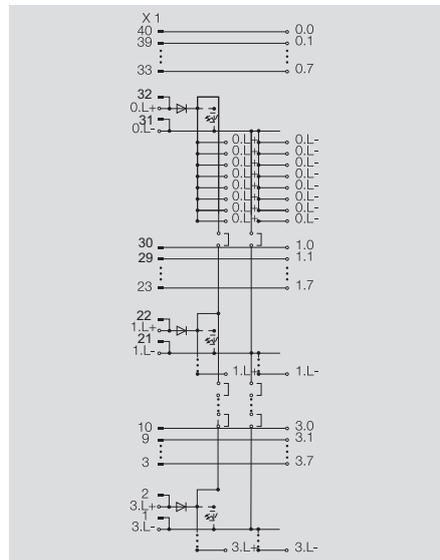 X 1
40 0.0
39 0.1
33 0.7
32
0.L+
31
0.L-
0.L+ 0.L-
0.L+ 0.L-
0.L+ 0.L-
0.L+ 0.L-
0.L+ 0.L-
0.L+ 0.L-
0.L+ 0.L-
0.L+ 0.L-
30 1.0
29 1.1
23 1.7
22
1.L+
21
1.L-
1.L+ 1.L-
10 3.0
9 3.1
3 3.7
2
3.L+
1
3.L-
3.L+ 3.L-